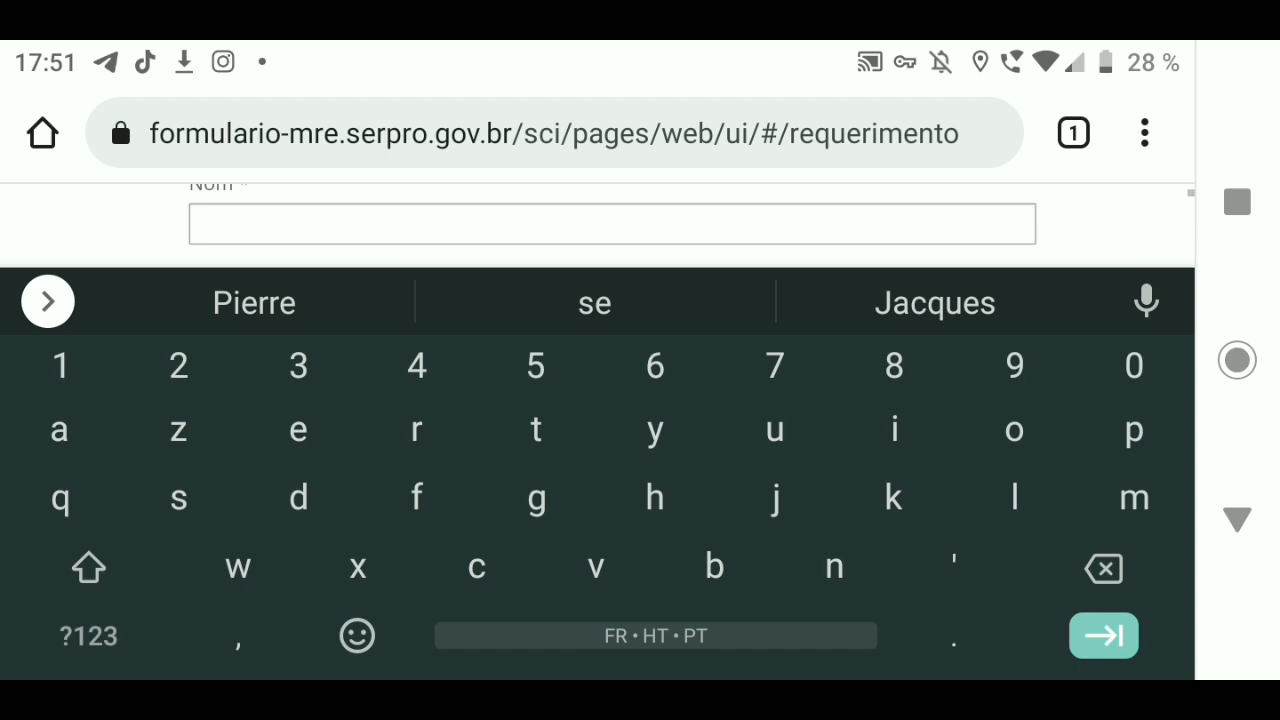 17:51 28 %
formulario-mre.serpro.gov.br/sci/pages/web/ui/#/requerimento 1
Nom *
Pierre se Jacques
1 2 3 4 5 6 7 8 9 0
a z e r t y u i o p
q s d f g h j k l m
w x c v b n '
?123 , FR • HT • PT .